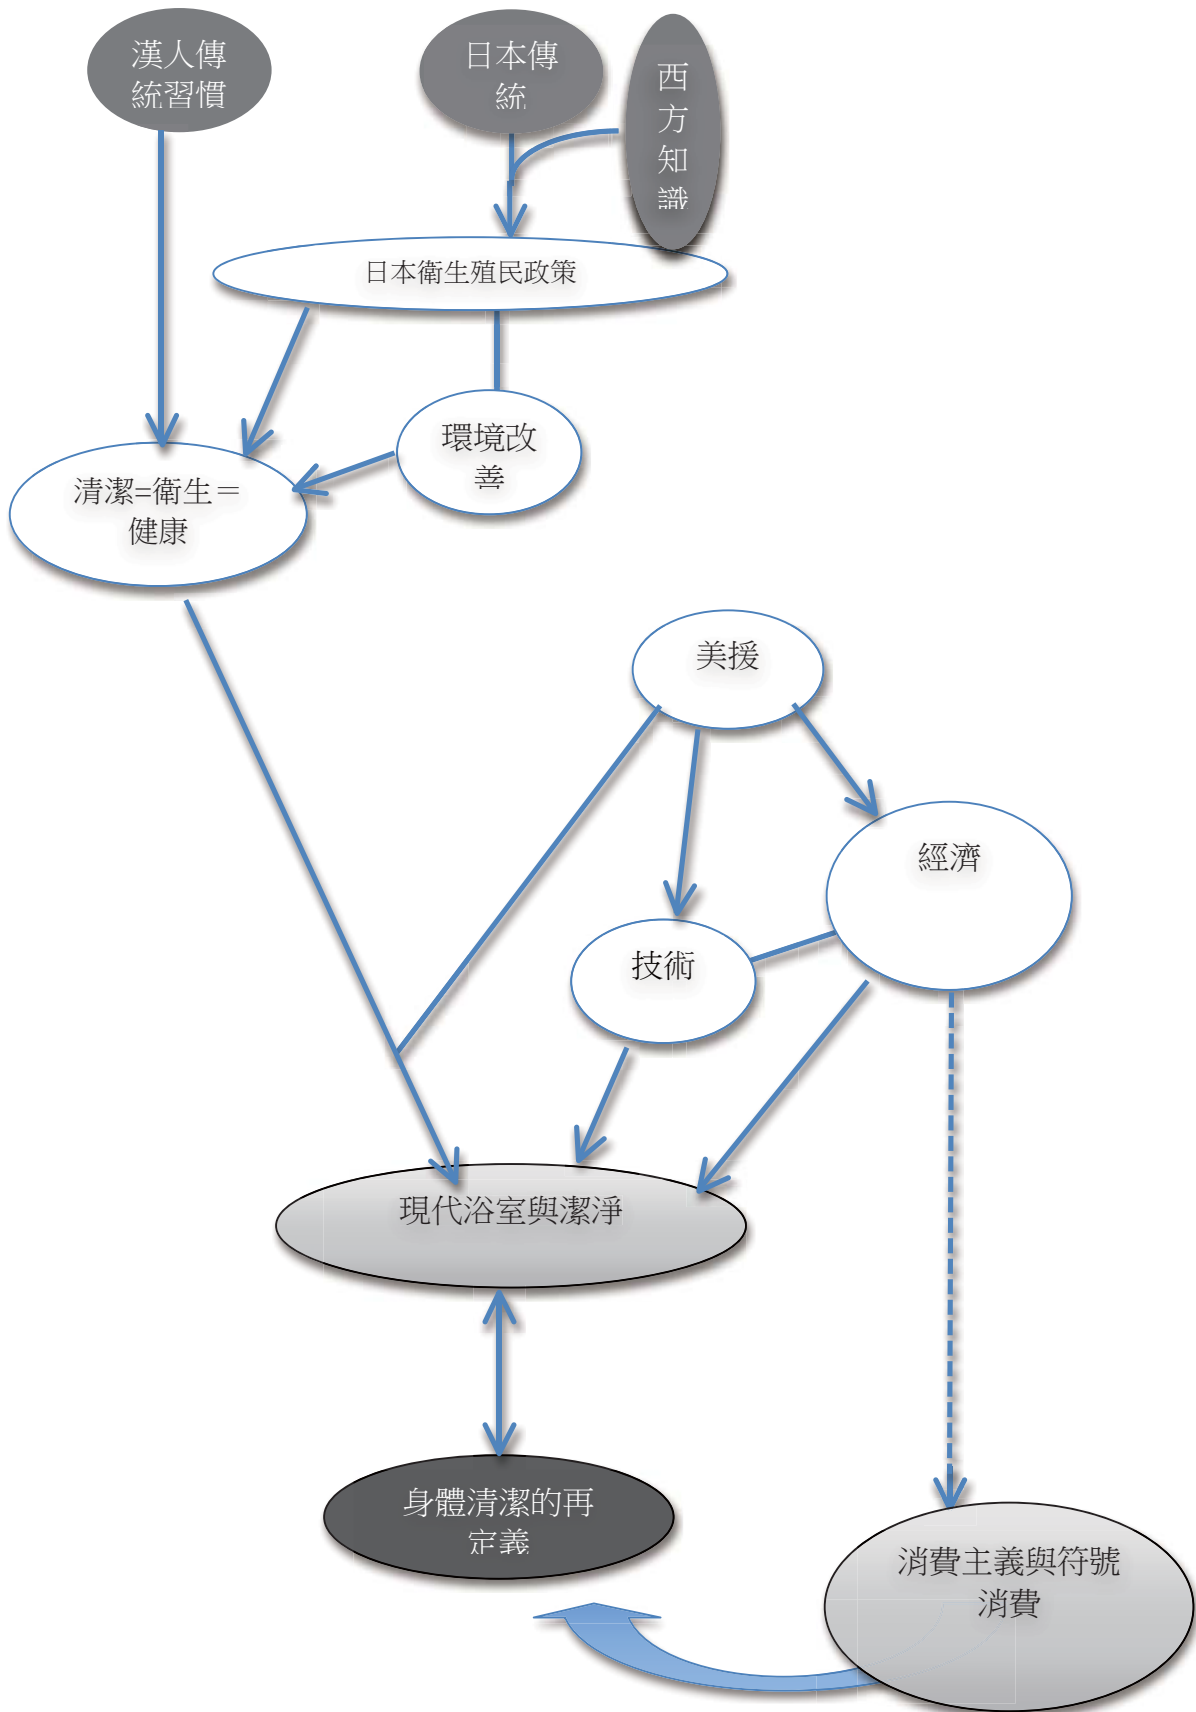 漢人傳
統習慣
日本傳
統
西
方
知
識
日本衛生殖民政策
環境改
善
清潔=衛生＝
健康
美援
經濟
技術
現代浴室與潔淨
身體清潔的再
定義
消費主義與符號
消費